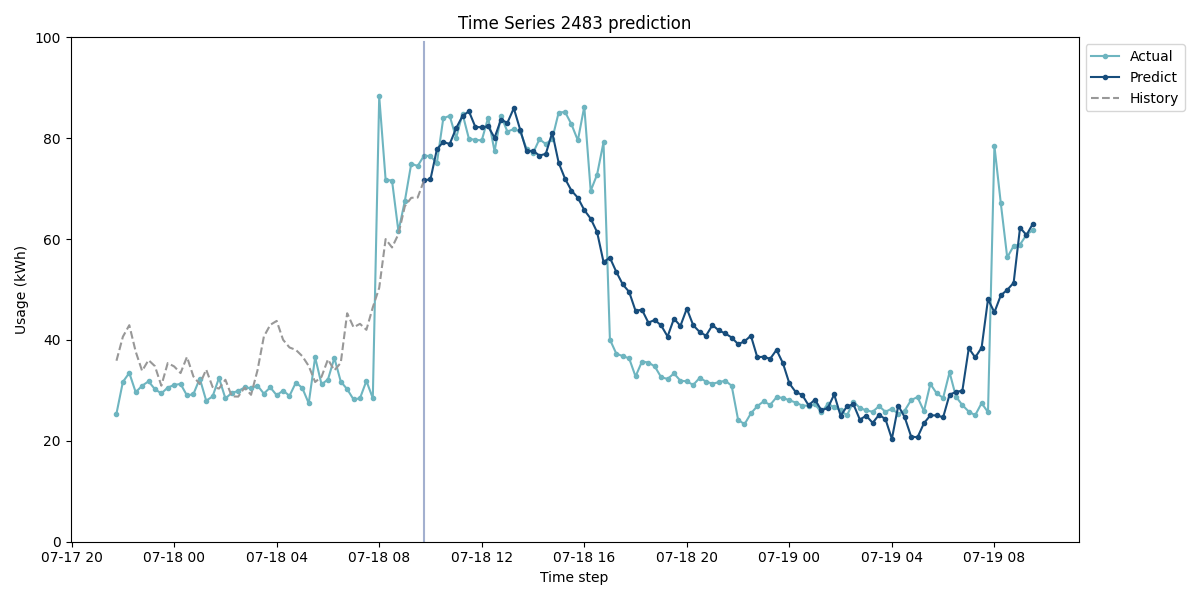 Time Series 2483 prediction
100
80
60
40
20
0
Usage (kWh)
07-17 20
07-18 00
07-18 04
07-18 08
07-18 12
07-18 16
07-18 20
07-19 00
07-19 04
07-19 08
Time step
Actual
Predict
History